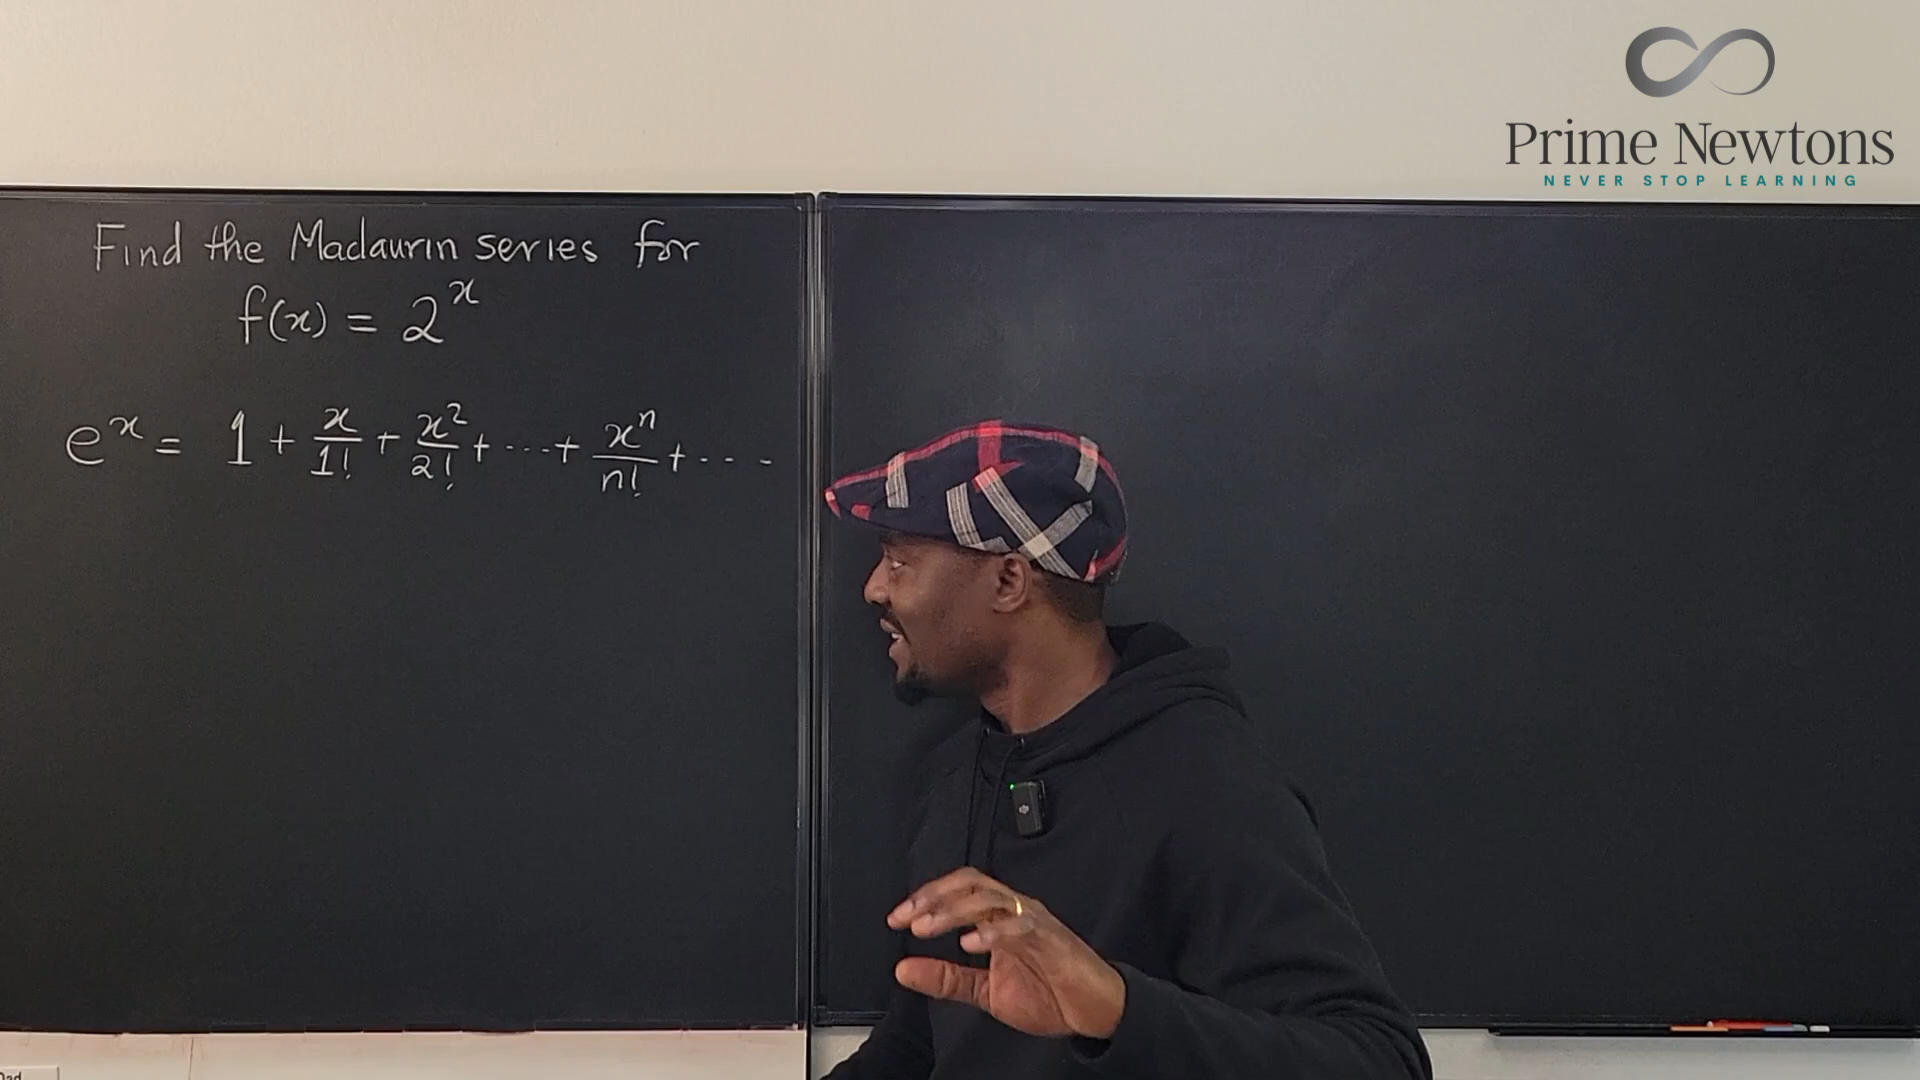 Prime Newtons
NEVER STOP LEARNING
Find the Maclaurin series for
f(x) = 2^x
e^x = 1 + x/1! + x^2/2! + ··· + x^n/n! + ···